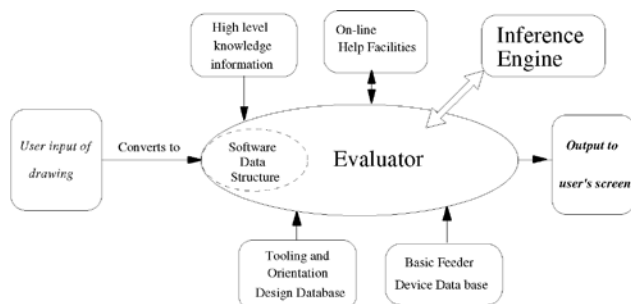 High level
knowledge
information
On-line
Help Facilities
Inference
Engine
User input of
drawing
Converts to
Software
Data
Structure
Evaluator
Output to
user's screen
Tooling and
Orientation
Design Database
Basic Feeder
Device Data base